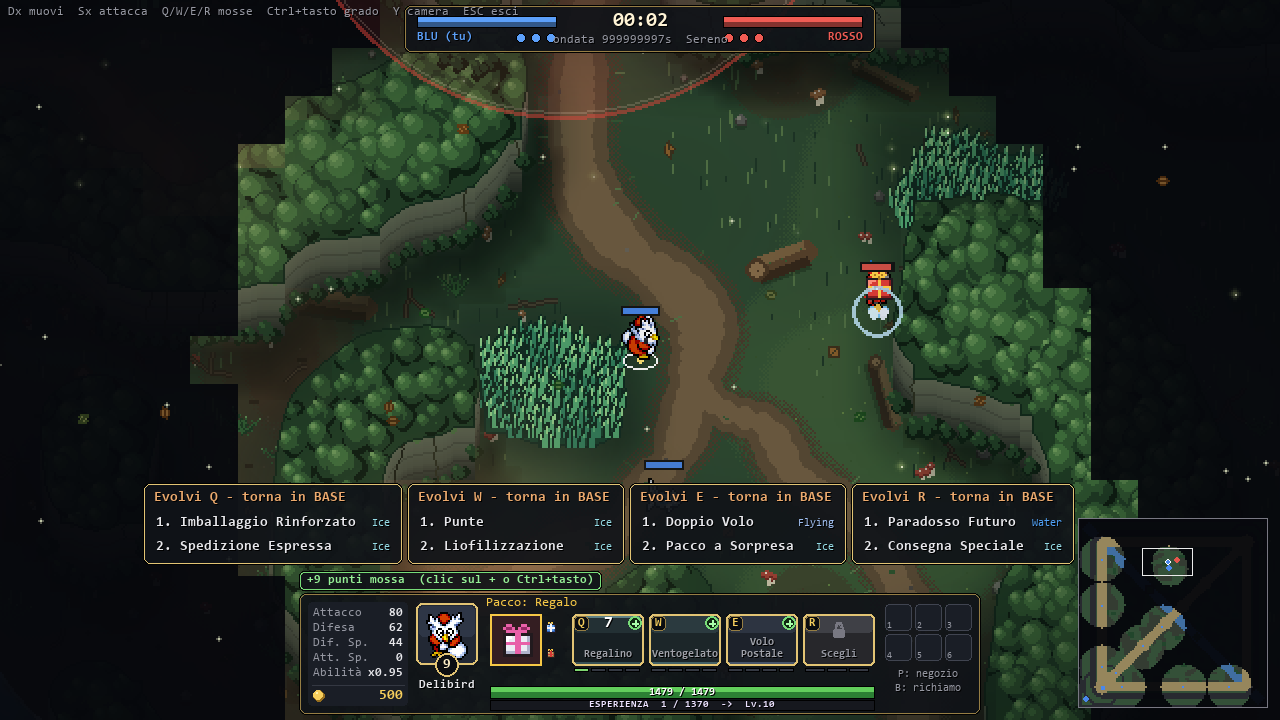 Dx muovi  Sx attacca  Q/W/E/R mosse  Ctrl+tasto grado  Y camera  ESC esci
00:02
BLU (tu)
ondata 999999997s  Sereno
ROSSO
Evolvi Q - torna in BASE
1. Imballaggio Rinforzato  Ice
2. Spedizione Espressa  Ice
Evolvi W - torna in BASE
1. Punte  Ice
2. Liofilizzazione  Ice
Evolvi E - torna in BASE
1. Doppio Volo  Flying
2. Pacco a Sorpresa  Ice
Evolvi R - torna in BASE
1. Paradosso Futuro  Water
2. Consegna Speciale  Ice
+9 punti mossa  (clic sul + o Ctrl+tasto)
Attacco  80
Difesa  62
Dif. Sp.  44
Att. Sp.  0
Abilità  x0.95
500
9
Delibird
Pacco: Regalo
Q  7  +
Regalino
W  +
Ventogelato
E  +
Volo
Postale
R
Scegli
1479 / 1479
ESPERIENZA  1 / 1370  ->  Lv.10
1  2  3
4  5  6
P: negozio
B: richiamo